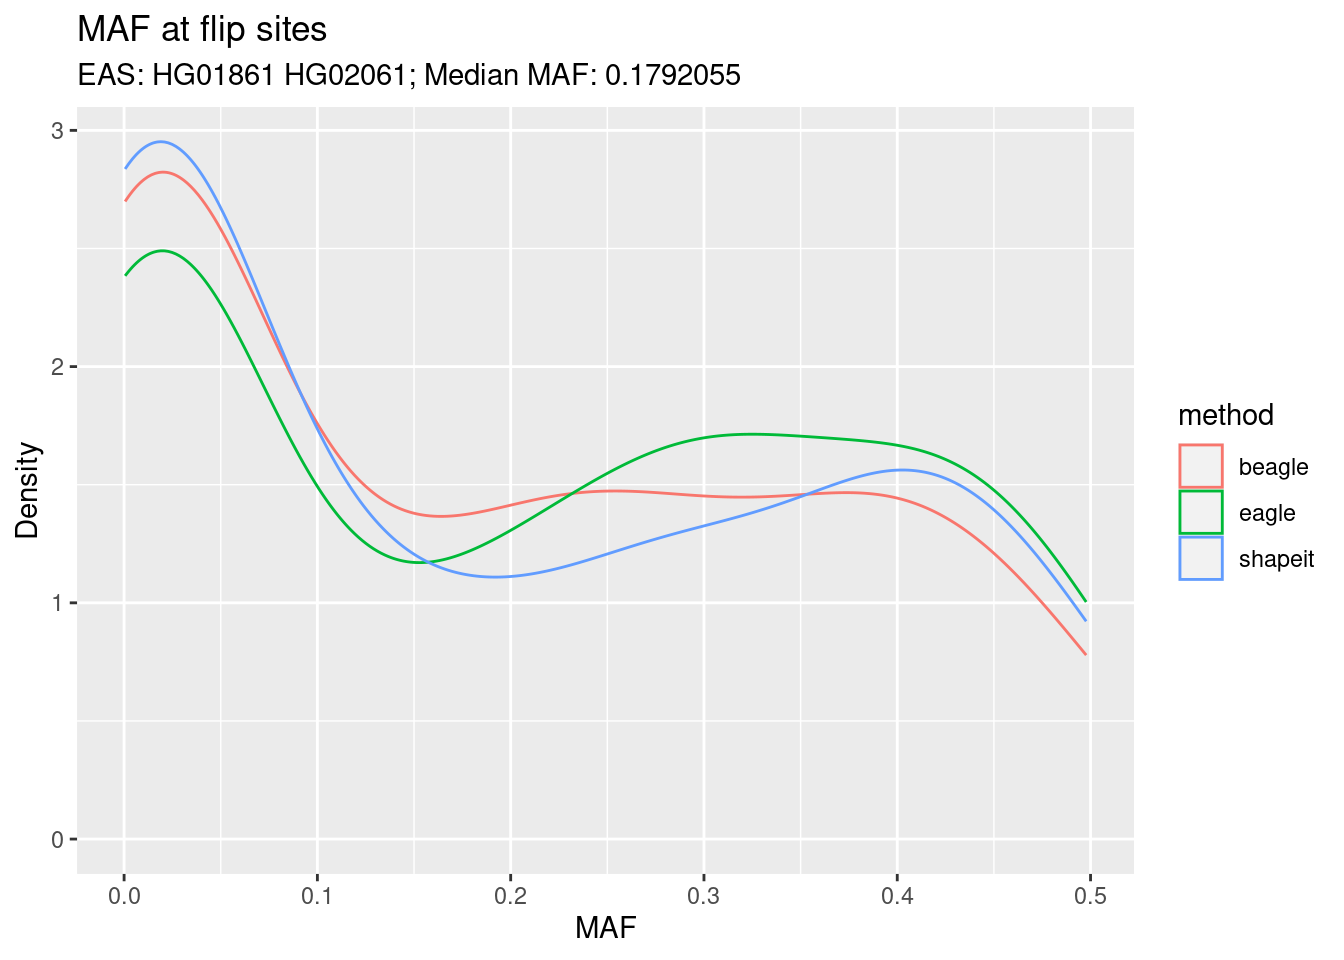 MAF at flip sites
EAS: HG01861 HG02061; Median MAF: 0.1792055
3
2
1
0
Density
0.0 0.1 0.2 0.3 0.4 0.5
MAF
method
beagle
eagle
shapeit